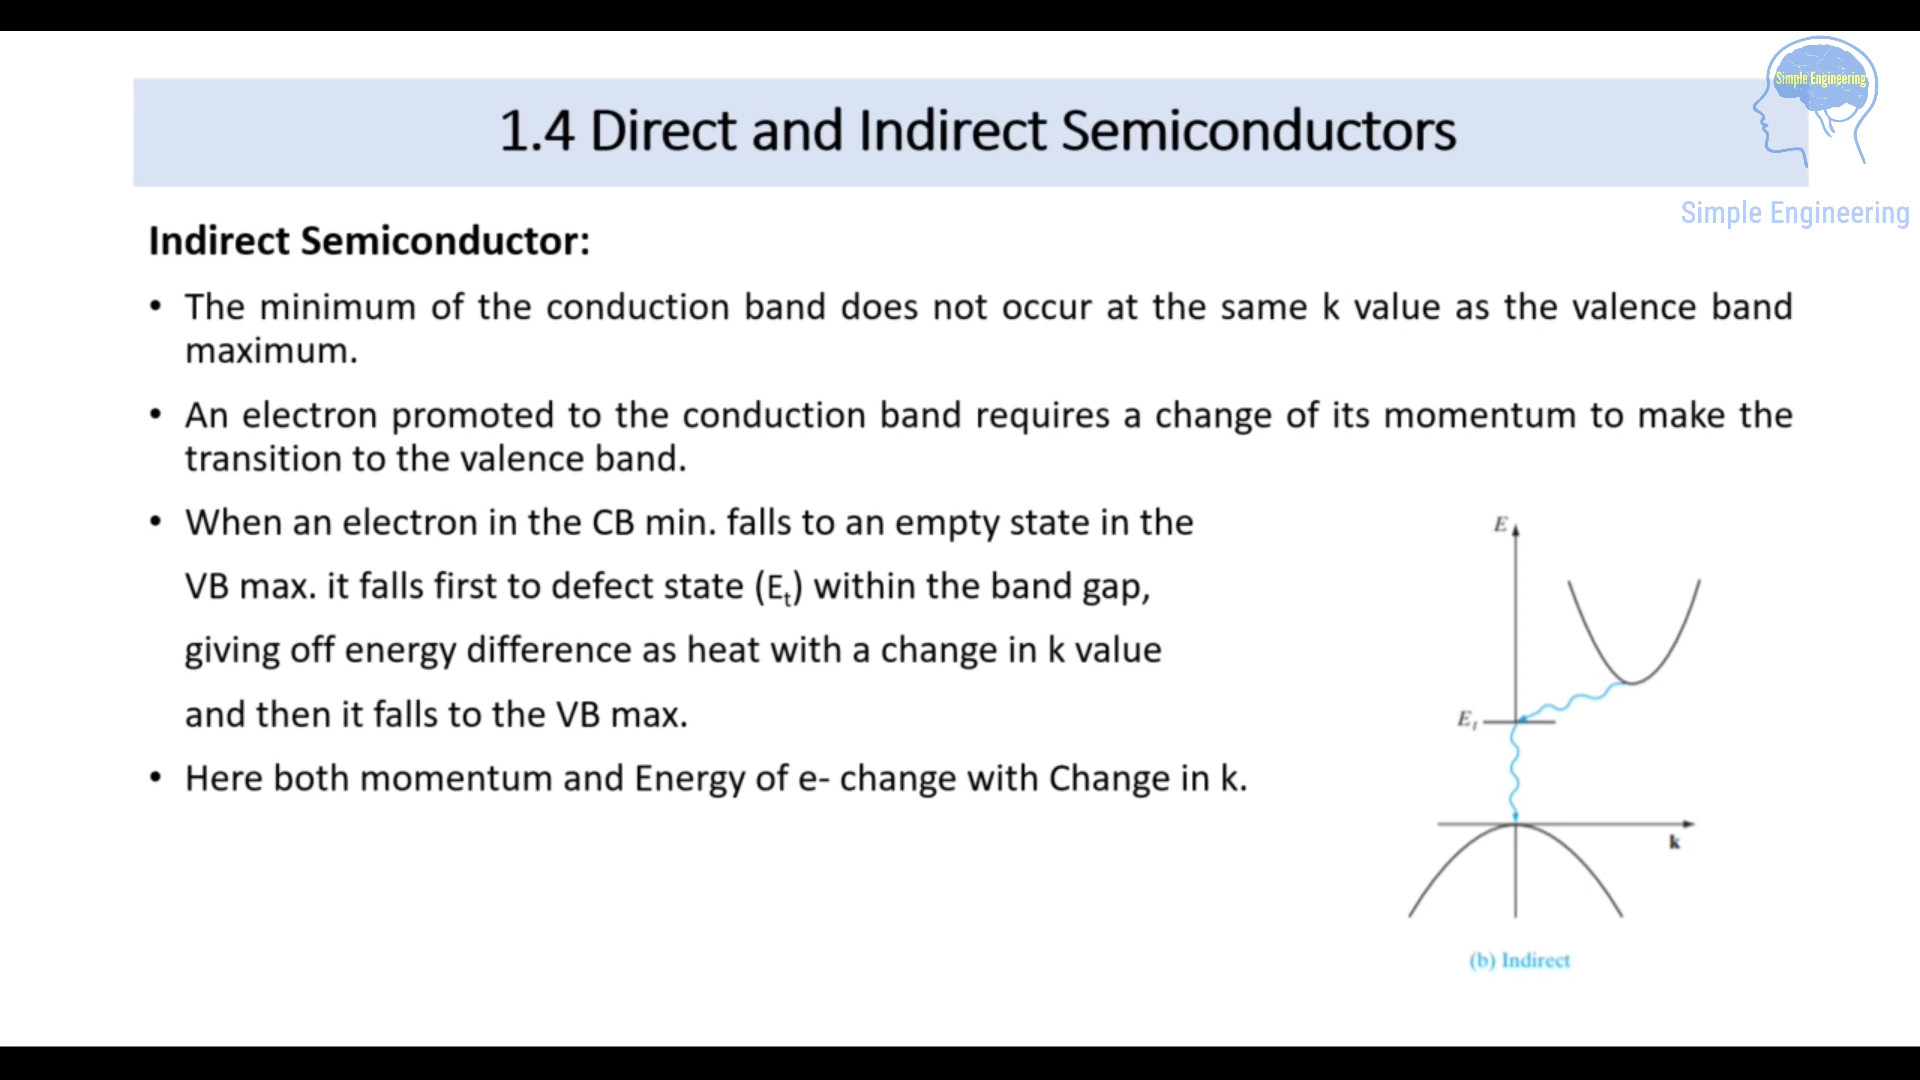 Simple Engineering
1.4 Direct and Indirect Semiconductors
Simple Engineering
Indirect Semiconductor:
• The minimum of the conduction band does not occur at the same k value as the valence band
maximum.
• An electron promoted to the conduction band requires a change of its momentum to make the
transition to the valence band.
• When an electron in the CB min. falls to an empty state in the
VB max. it falls first to defect state (Et) within the band gap,
giving off energy difference as heat with a change in k value
and then it falls to the VB max.
• Here both momentum and Energy of e- change with Change in k.
E
Et
k
(b) Indirect